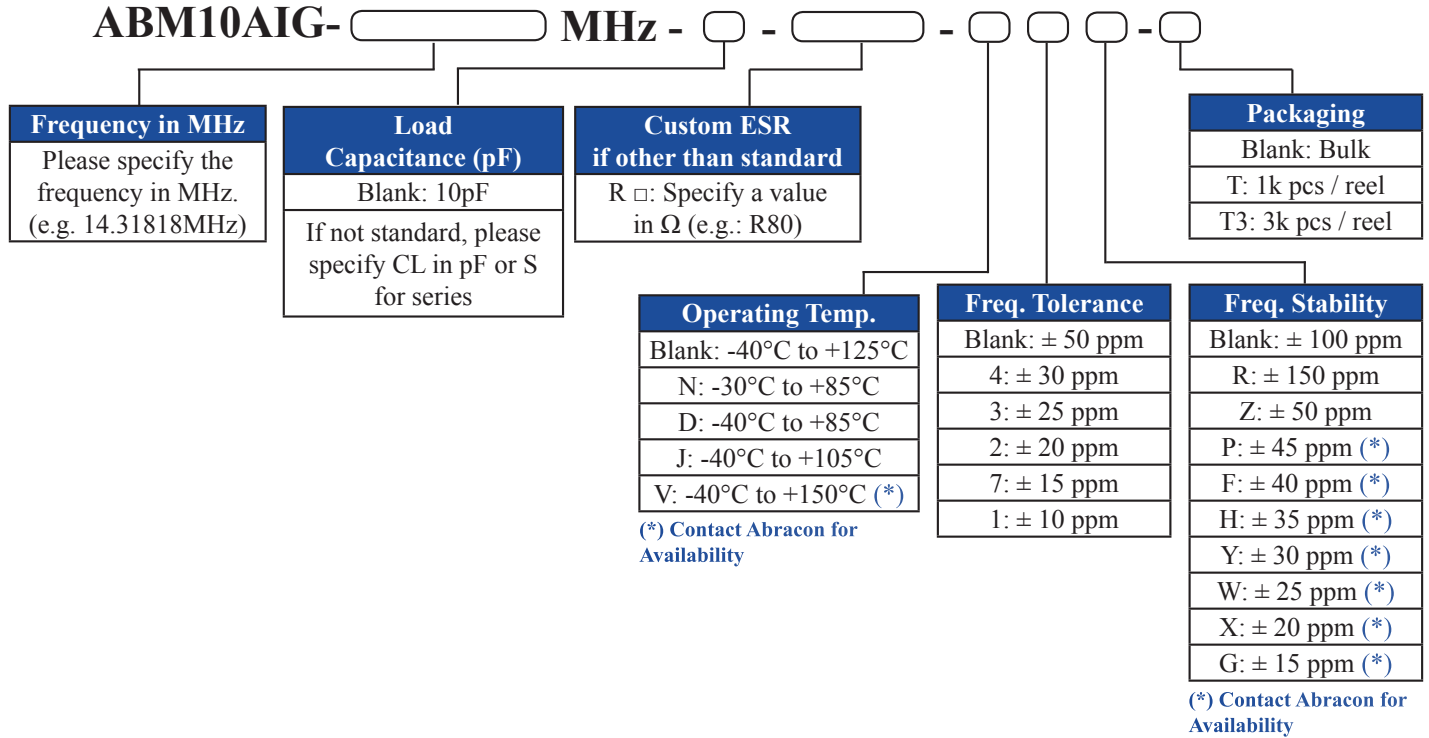 ABM10AIG- MHz - - - -
Frequency in MHz
Please specify the
frequency in MHz.
(e.g. 14.31818MHz)
Load
Capacitance (pF)
Blank: 10pF
If not standard, please
specify CL in pF or S
for series
Custom ESR
if other than standard
R □: Specify a value
in Ω (e.g.: R80)
Operating Temp.
Blank: -40°C to +125°C
N: -30°C to +85°C
D: -40°C to +85°C
J: -40°C to +105°C
V: -40°C to +150°C (*)
(*) Contact Abracon for
Availability
Freq. Tolerance
Blank: ± 50 ppm
4: ± 30 ppm
3: ± 25 ppm
2: ± 20 ppm
7: ± 15 ppm
1: ± 10 ppm
Freq. Stability
Blank: ± 100 ppm
R: ± 150 ppm
Z: ± 50 ppm
P: ± 45 ppm (*)
F: ± 40 ppm (*)
H: ± 35 ppm (*)
Y: ± 30 ppm (*)
W: ± 25 ppm (*)
X: ± 20 ppm (*)
G: ± 15 ppm (*)
(*) Contact Abracon for
Availability
Packaging
Blank: Bulk
T: 1k pcs / reel
T3: 3k pcs / reel